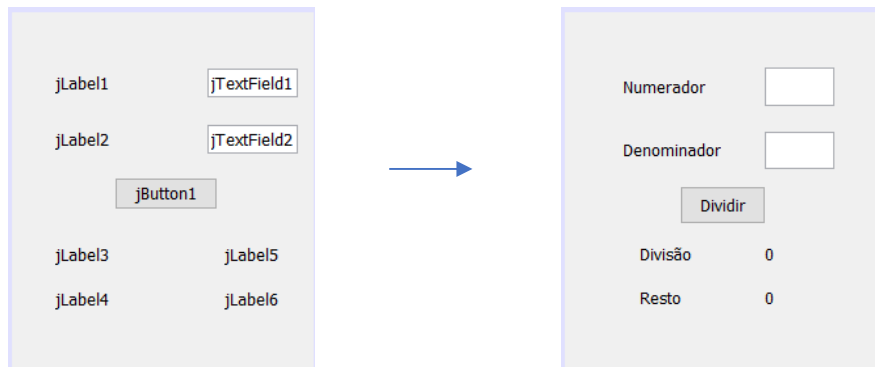 jLabel1 jTextField1
jLabel2 jTextField2
jButton1
jLabel3 jLabel5
jLabel4 jLabel6
Numerador
Denominador
Dividir
Divisão 0
Resto 0